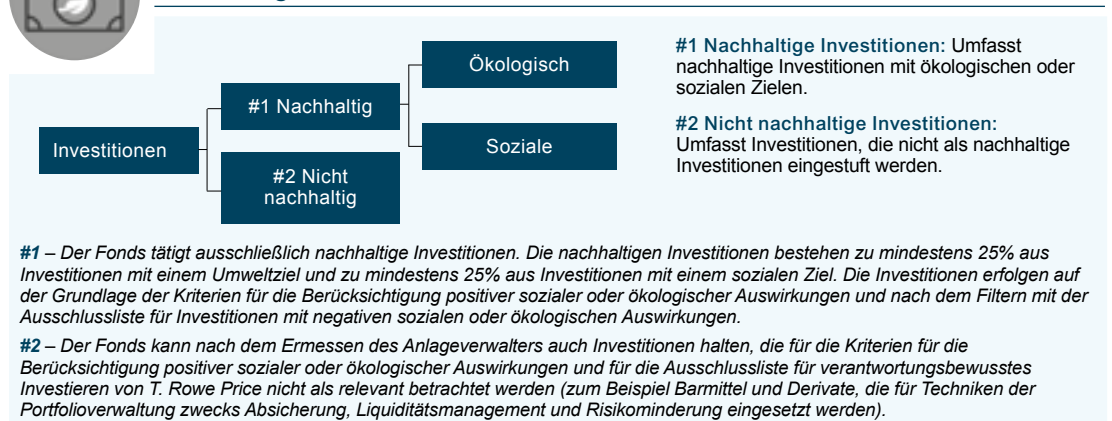 Ökologisch
#1 Nachhaltig
Investitionen
Soziale
#2 Nicht
nachhaltig
#1 Nachhaltige Investitionen: Umfasst
nachhaltige Investitionen mit ökologischen oder
sozialen Zielen.
#2 Nicht nachhaltige Investitionen:
Umfasst Investitionen, die nicht als nachhaltige
Investitionen eingestuft werden.
#1 – Der Fonds tätigt ausschließlich nachhaltige Investitionen. Die nachhaltigen Investitionen bestehen zu mindestens 25% aus
Investitionen mit einem Umweltziel und zu mindestens 25% aus Investitionen mit einem sozialen Ziel. Die Investitionen erfolgen auf
der Grundlage der Kriterien für die Berücksichtigung positiver sozialer oder ökologischer Auswirkungen und nach dem Filtern mit der
Ausschlussliste für Investitionen mit negativen sozialen oder ökologischen Auswirkungen.
#2 – Der Fonds kann nach dem Ermessen des Anlageverwalters auch Investitionen halten, die für die Kriterien für die
Berücksichtigung positiver sozialer oder ökologischer Auswirkungen und für die Ausschlussliste für verantwortungsbewusstes
Investieren von T. Rowe Price nicht als relevant betrachtet werden (zum Beispiel Barmittel und Derivate, die für Techniken der
Portfolioverwaltung zwecks Absicherung, Liquiditätsmanagement und Risikominderung eingesetzt werden).